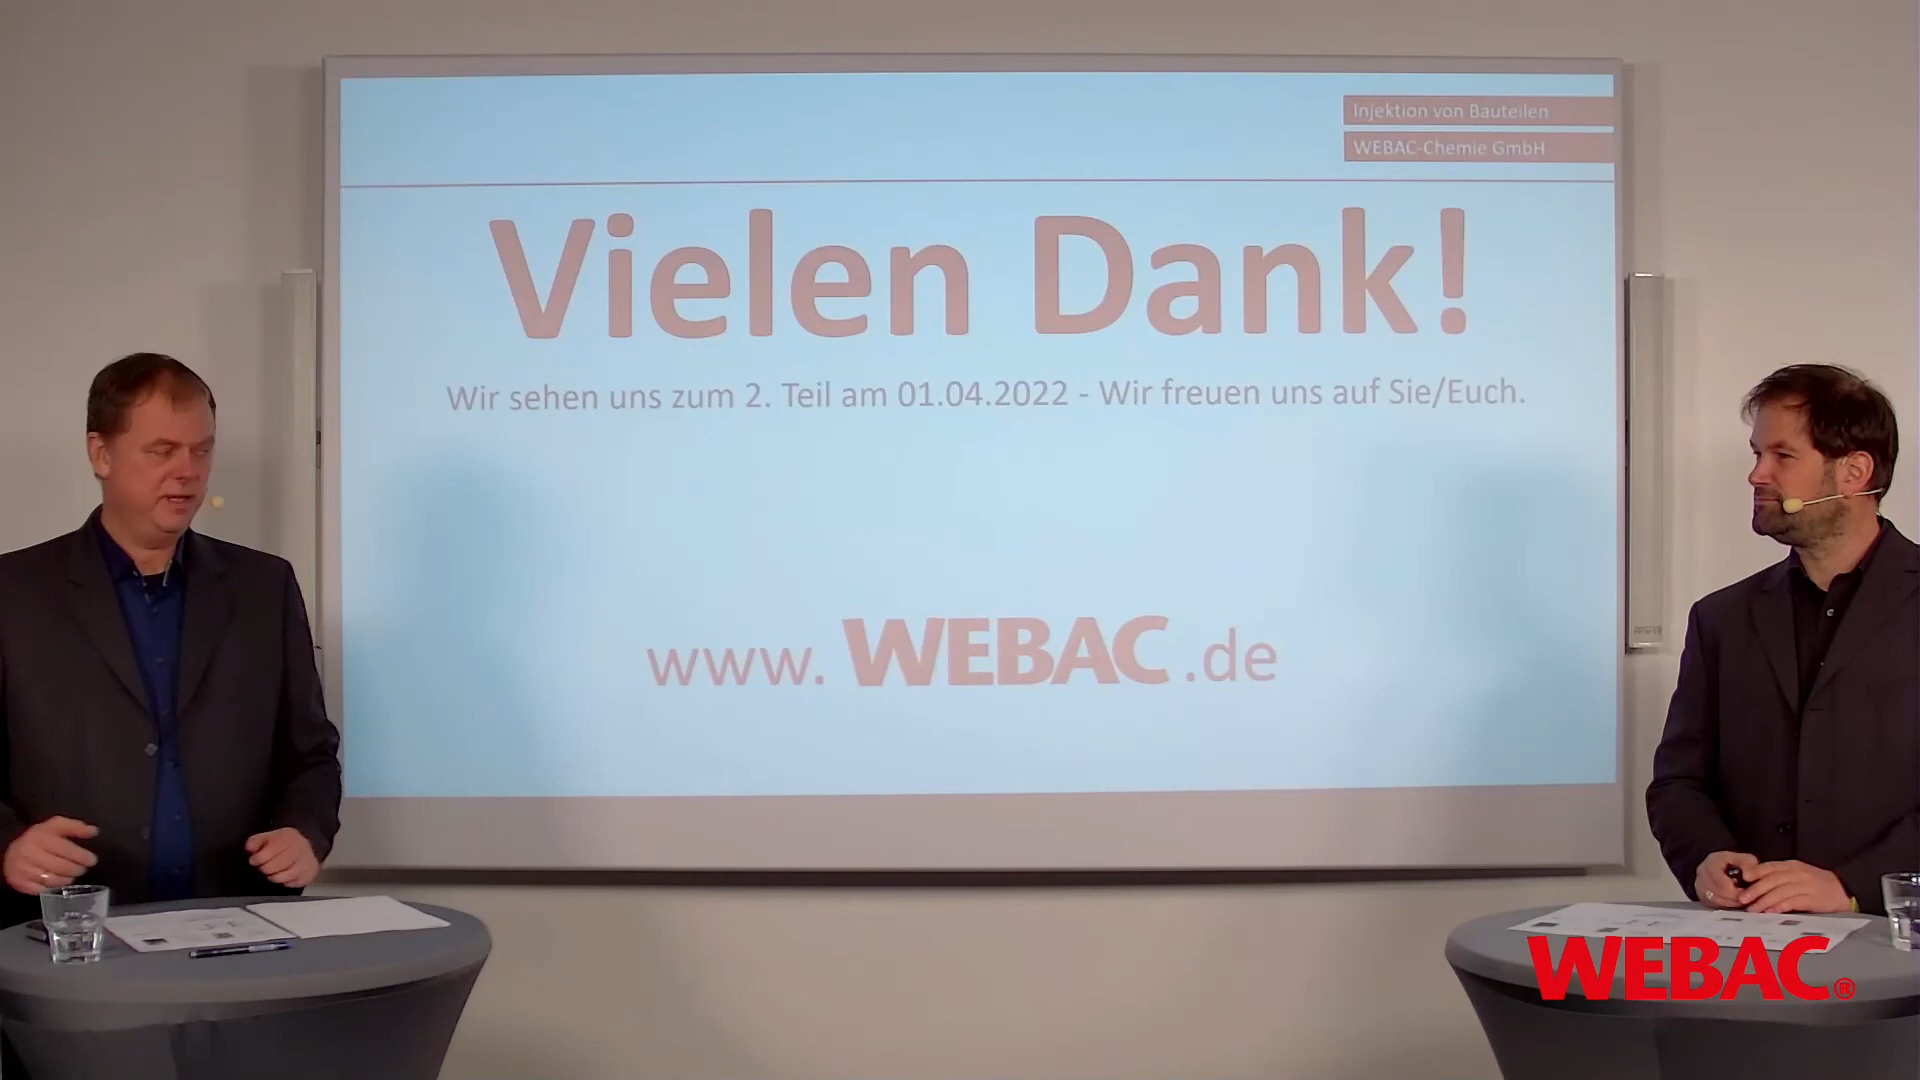 Injektion von Bauteilen
WEBAC-Chemie GmbH
Vielen Dank!
Wir sehen uns zum 2. Teil am 01.04.2022 - Wir freuen uns auf Sie/Euch.
www. WEBAC .de
WEBAC®